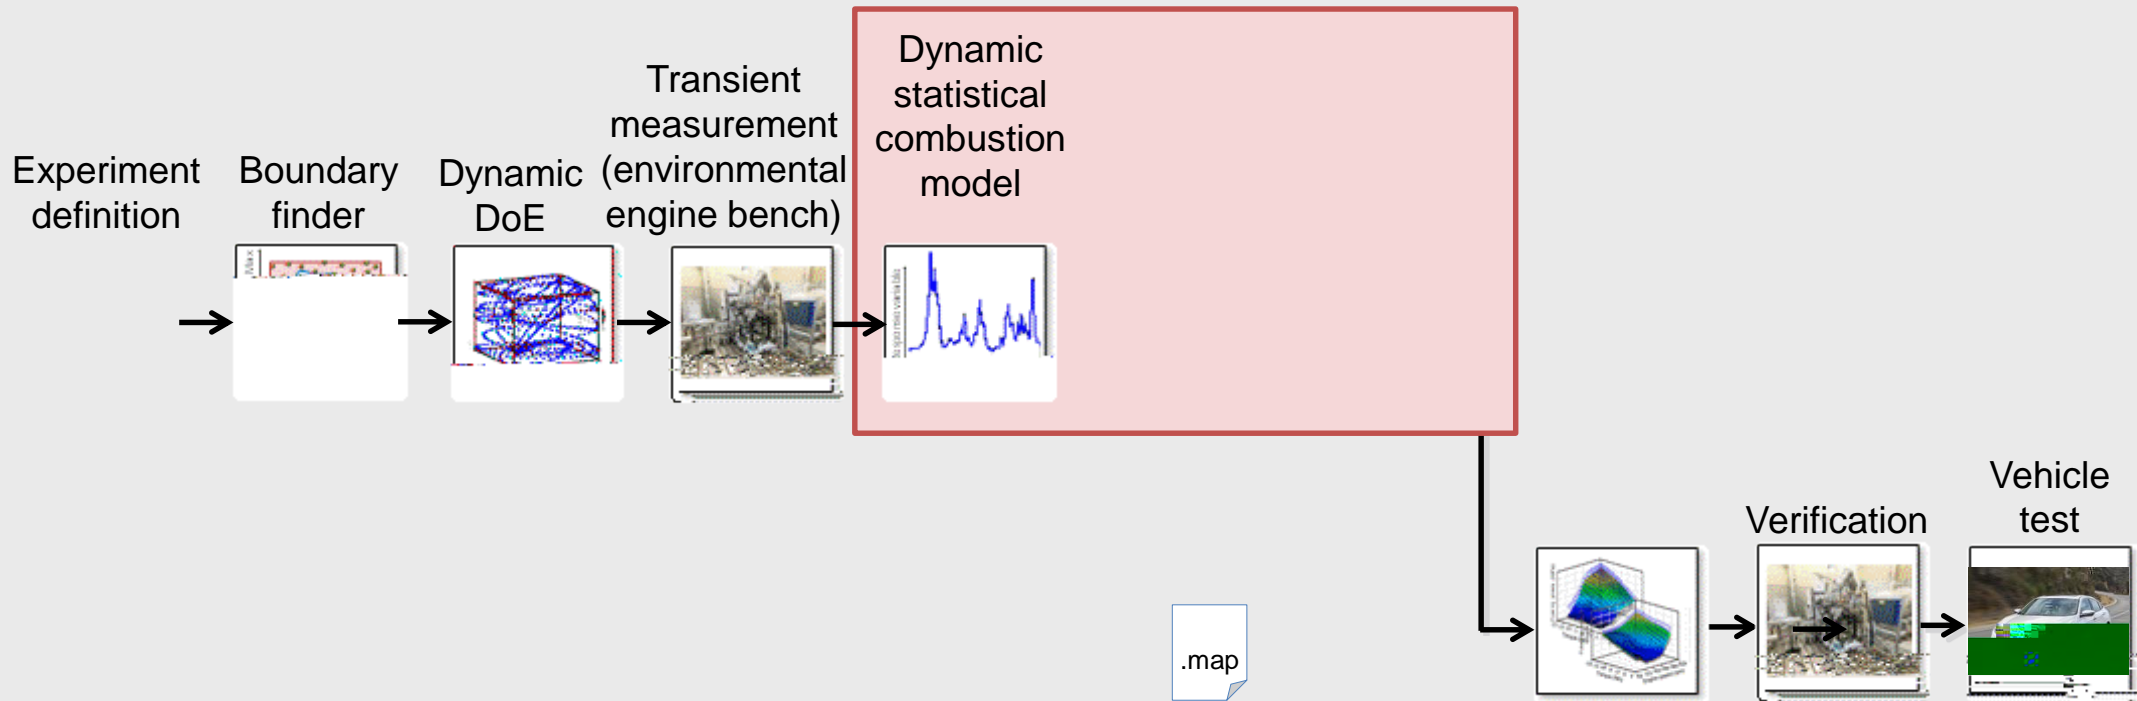 Experiment
definition
Boundary
finder
Dynamic
DoE
Transient
measurement
(environmental
engine bench)
Dynamic
statistical
combustion
model
Max
.map
Verification
Vehicle
test